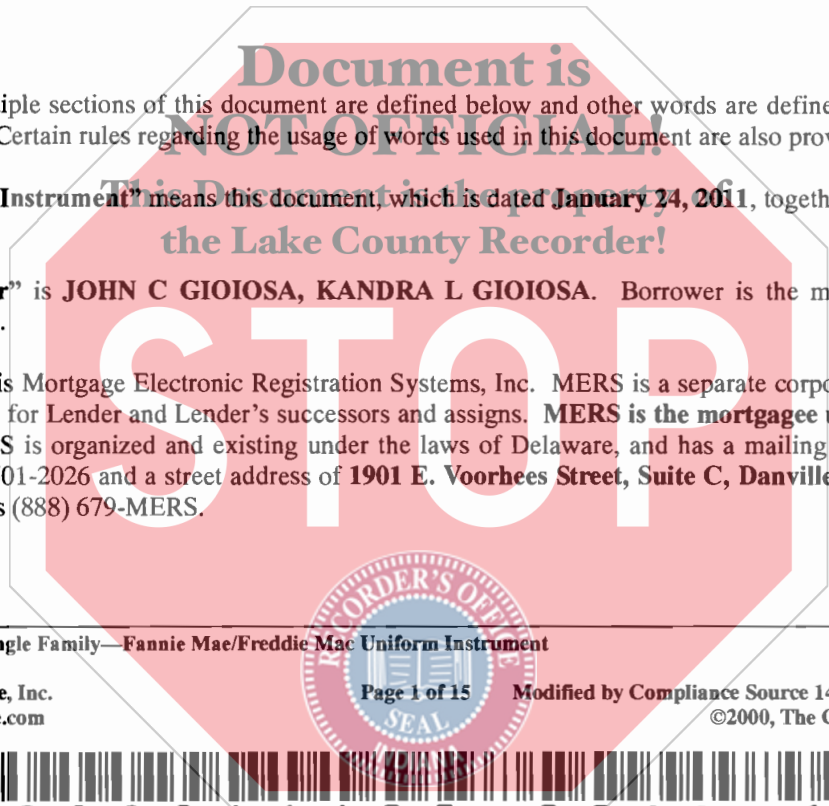 Document is
iple sections of this document are defined below and other words are define
NOT OFFICIAL!
Certain rules regarding the usage of words used in this document are also prov
This Document is the property of
Instrument” means this document, which is dated January 24, 2011, togeth
the Lake County Recorder!
r” is JOHN C GIOIOSA, KANDRA L GIOIOSA. Borrower is the m
.
is Mortgage Electronic Registration Systems, Inc. MERS is a separate corpo
for Lender and Lender’s successors and assigns. MERS is the mortgagee u
S is organized and existing under the laws of Delaware, and has a mailing
01-2026 and a street address of 1901 E. Voorhees Street, Suite C, Danville
s (888) 679-MERS.
STOP
RECORDER'S OFFICE
SEAL
INDIANA
ngle Family—Fannie Mae/Freddie Mac Uniform Instrument
e, Inc. Page 1 of 15 Modified by Compliance Source 14
e.com ©2000, The C